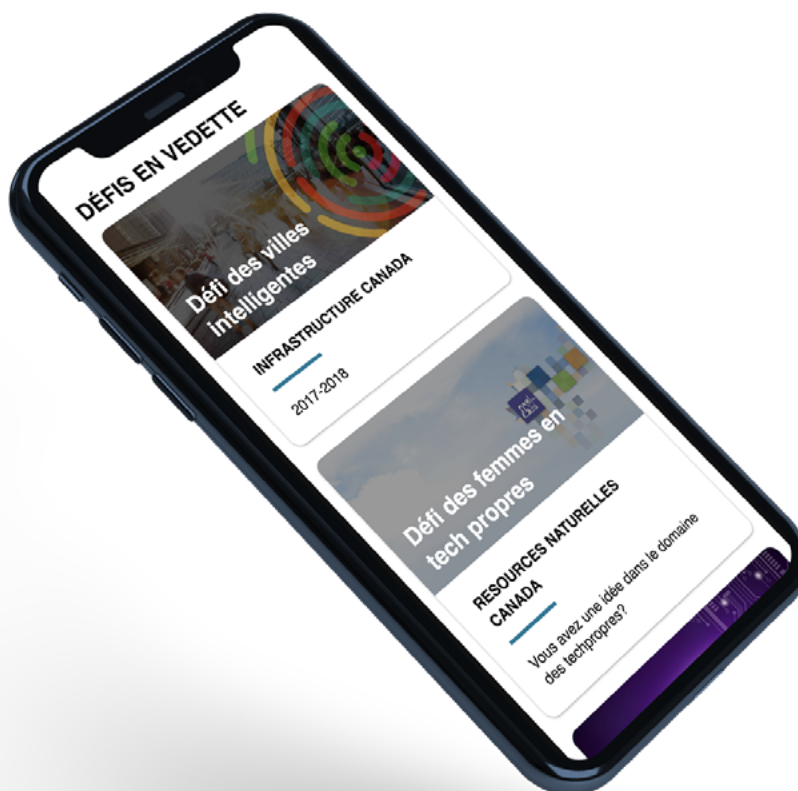 DÉFIS EN VEDETTE
Défi des villes
intelligentes
INFRASTRUCTURE CANADA
2017-2018
Défi des femmes en
tech propres
RESOURCES NATURELLES
CANADA
Vous avez une idée dans le domaine
des techpropres?